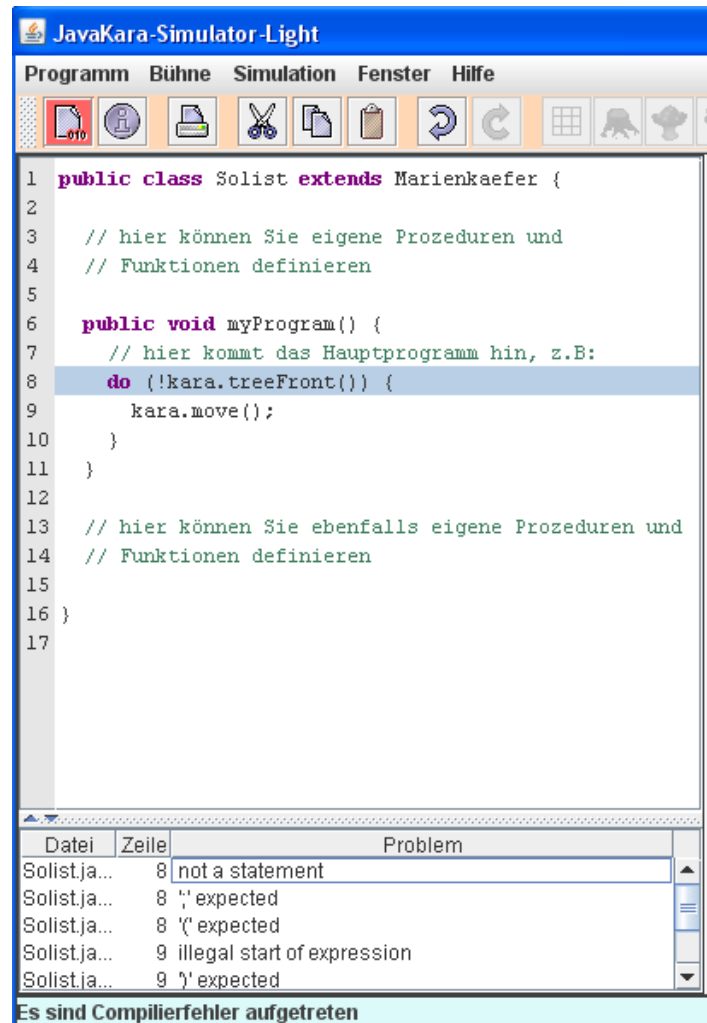 JavaKara-Simulator-Light
Programm Bühne Simulation Fenster Hilfe
010
1 public class Solist extends Marienkaefer {
2
3 // hier können Sie eigene Prozeduren und
4 // Funktionen definieren
5
6 public void myProgram() {
7 // hier kommt das Hauptprogramm hin, z.B:
8 do (!kara.treeFront()) {
9 kara.move();
10 }
11 }
12
13 // hier können Sie ebenfalls eigene Prozeduren und
14 // Funktionen definieren
15
16 }
17
Datei Zeile Problem
Solist.ja... 8 not a statement
Solist.ja... 8 ';' expected
Solist.ja... 8 '(' expected
Solist.ja... 9 illegal start of expression
Solist.ja... 9 ')' expected
Es sind Compilierfehler aufgetreten